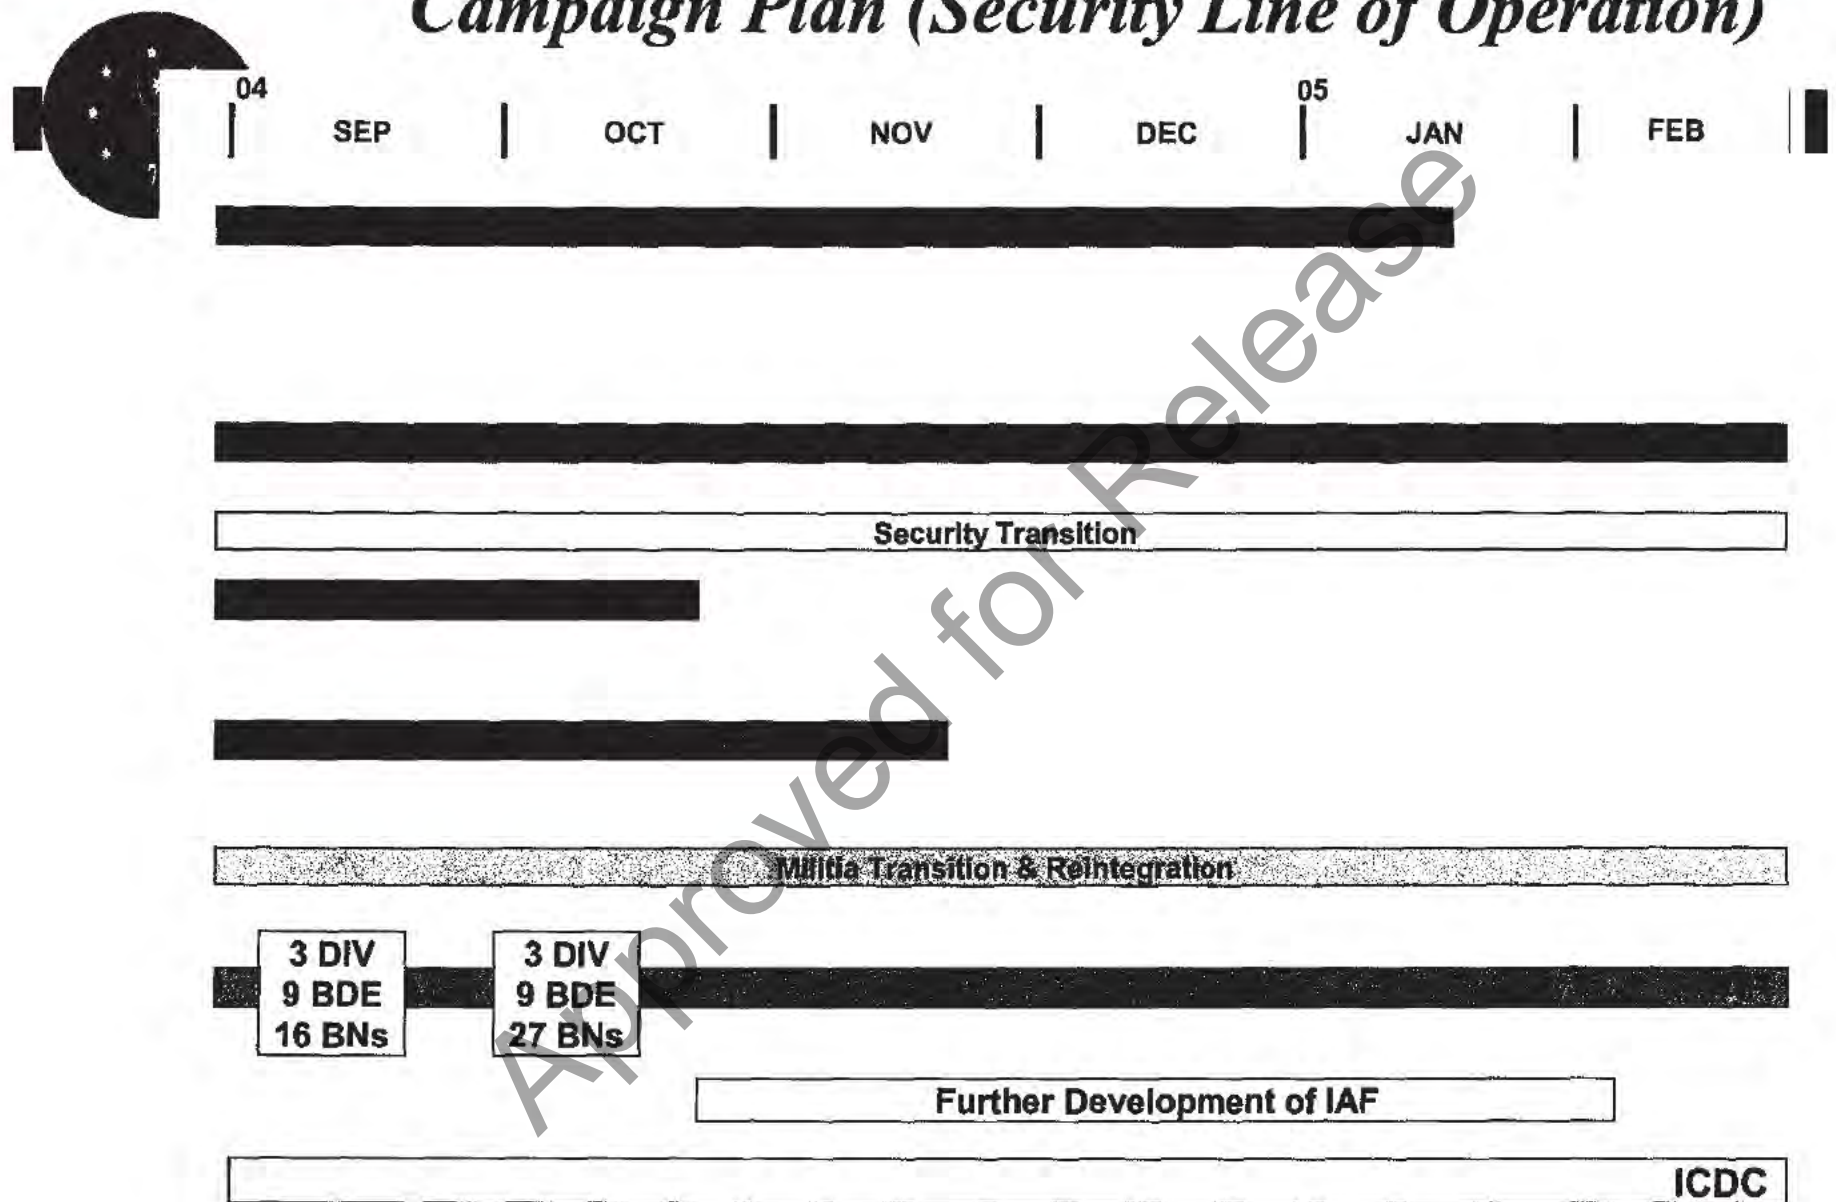 Campaign Plan (Security Line of Operation)
04
05
SEP
OCT
NOV
DEC
JAN
FEB
Security Transition
Militia Transition & Reintegration
3 DIV
9 BDE
16 BNs
3 DIV
9 BDE
27 BNs
Further Development of IAF
ICDC
Approved for Release